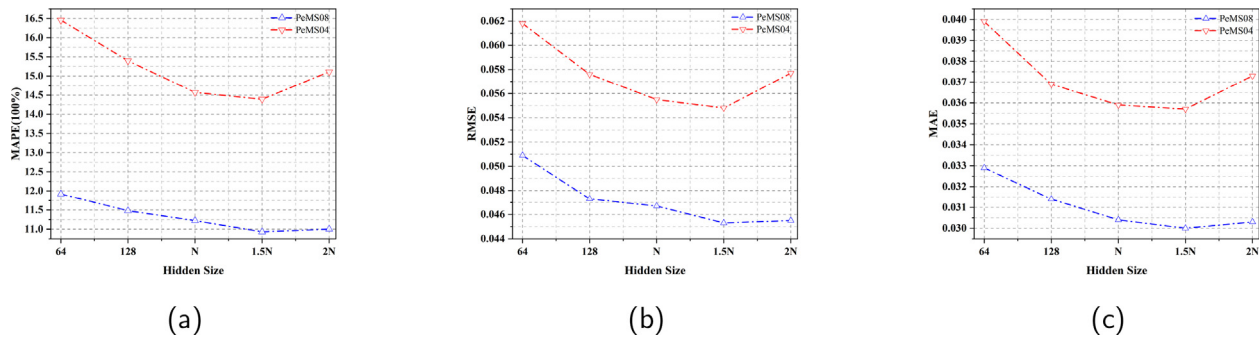 PeMS08
PeMS04
16.5
16.0
15.5
15.0
14.5
14.0
13.5
13.0
12.5
12.0
11.5
11.0
MAPE(100%)
64
128
N
1.5N
2N
Hidden Size
(a)
PeMS08
PeMS04
0.062
0.060
0.058
0.056
0.054
0.052
0.050
0.048
0.046
0.044
RMSE
64
128
N
1.5N
2N
Hidden Size
(b)
PeMS08
PeMS04
0.040
0.039
0.037
0.036
0.035
0.033
0.032
0.031
0.030
MAE
64
128
N
1.5N
2N
Hidden Size
(c)